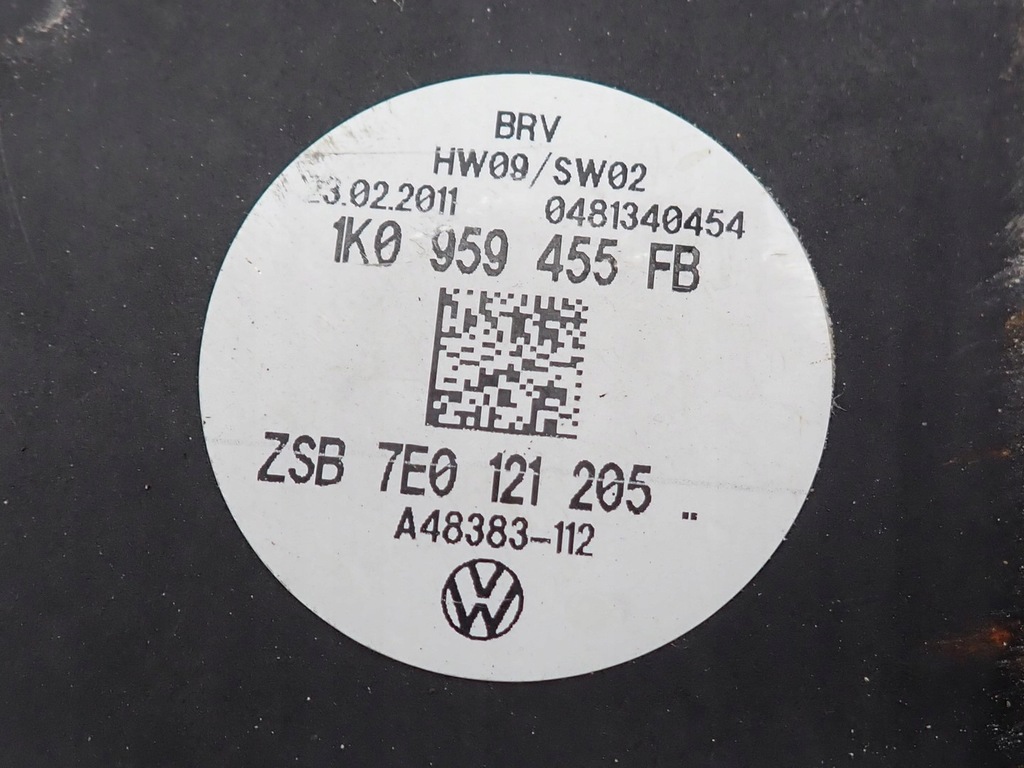 BRV
HW09/SW02
23.02.2011 0481340454
1K0 959 455 FB
ZSB 7E0 121 205 ..
A48383-112